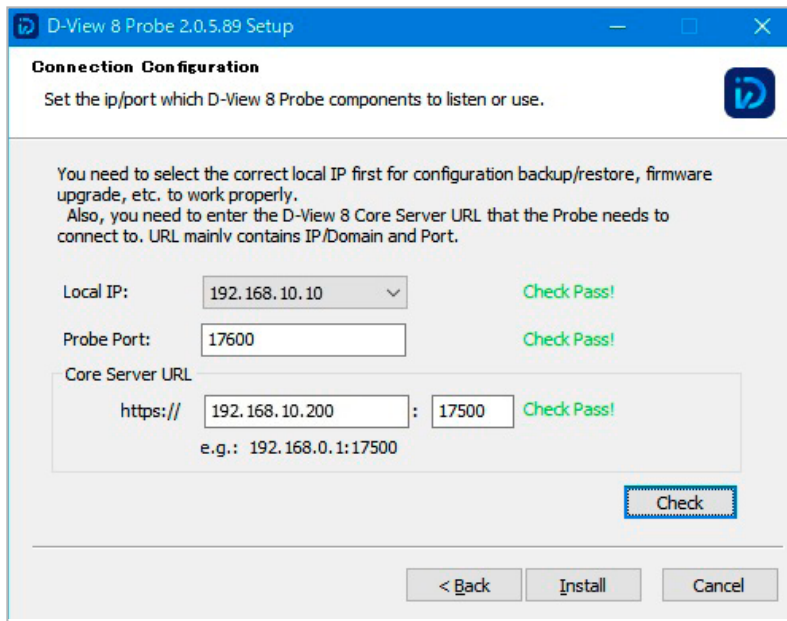 D-View 8 Probe 2.0.5.89 Setup
Connection Configuration
Set the ip/port which D-View 8 Probe components to listen or use.
You need to select the correct local IP first for configuration backup/restore, firmware
upgrade, etc. to work properly.
Also, you need to enter the D-View 8 Core Server URL that the Probe needs to
connect to. URL mainly contains IP/Domain and Port.
Local IP: 192.168.10.10 Check Pass!
Probe Port: 17600 Check Pass!
Core Server URL
https:// 192.168.10.200 : 17500 Check Pass!
e.g.: 192.168.0.1:17500
Check
< Back Install Cancel